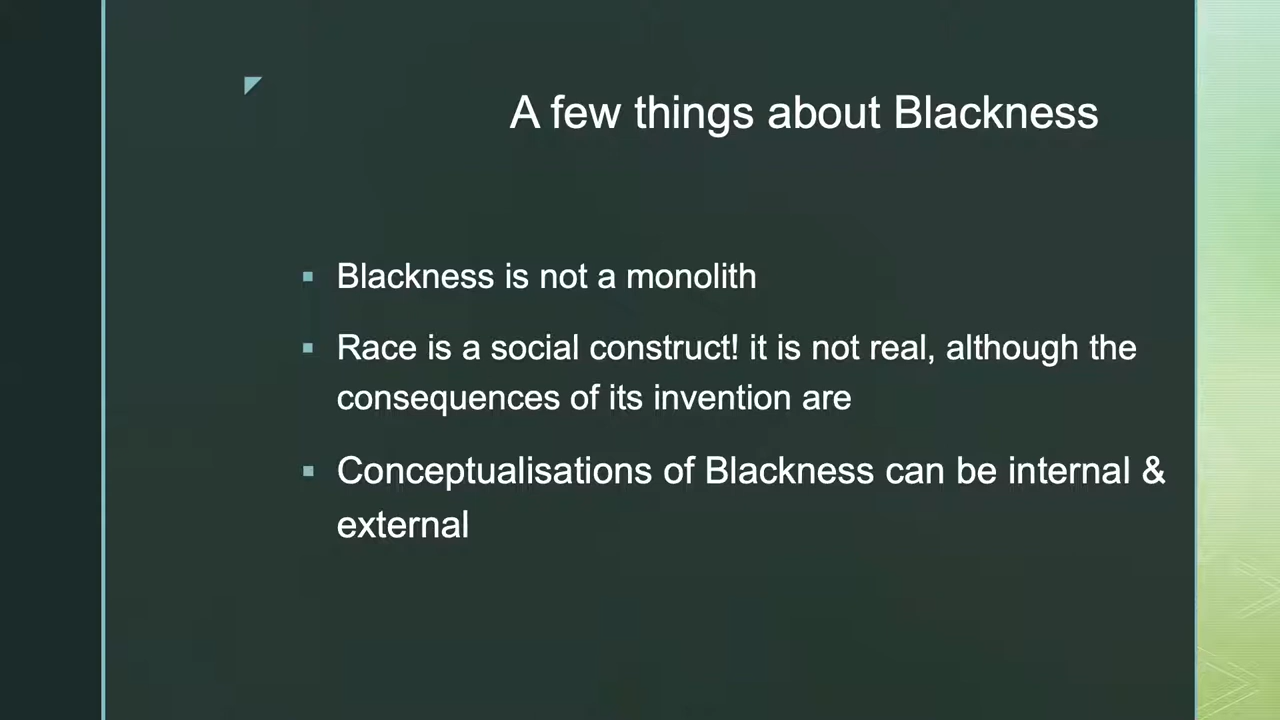 A few things about Blackness
Blackness is not a monolith
Race is a social construct! it is not real, although the
consequences of its invention are
Conceptualisations of Blackness can be internal &
external